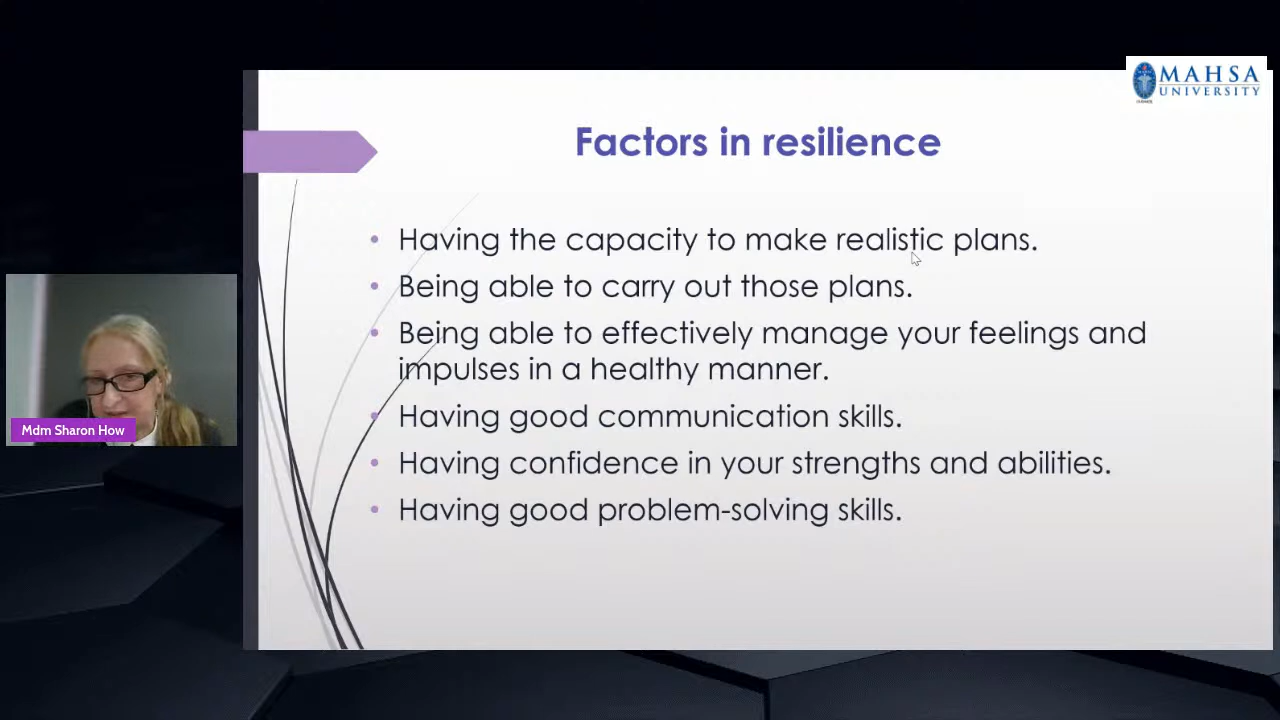 MAHSA
UNIVERSITY
Factors in resilience
• Having the capacity to make realistic plans.
• Being able to carry out those plans.
• Being able to effectively manage your feelings and
impulses in a healthy manner.
• Having good communication skills.
• Having confidence in your strengths and abilities.
• Having good problem-solving skills.
Mdm Sharon How